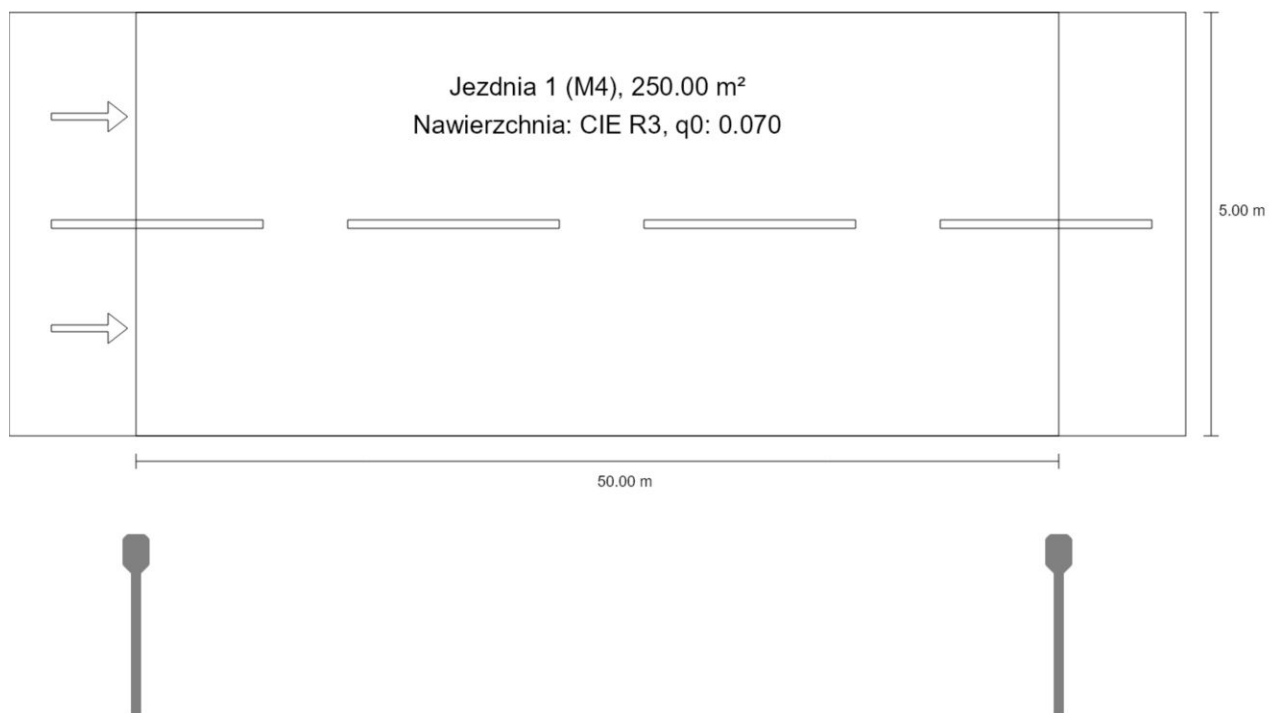 Jezdnia 1 (M4), 250.00 m²
Nawierzchnia: CIE R3, q0: 0.070
5.00 m
50.00 m